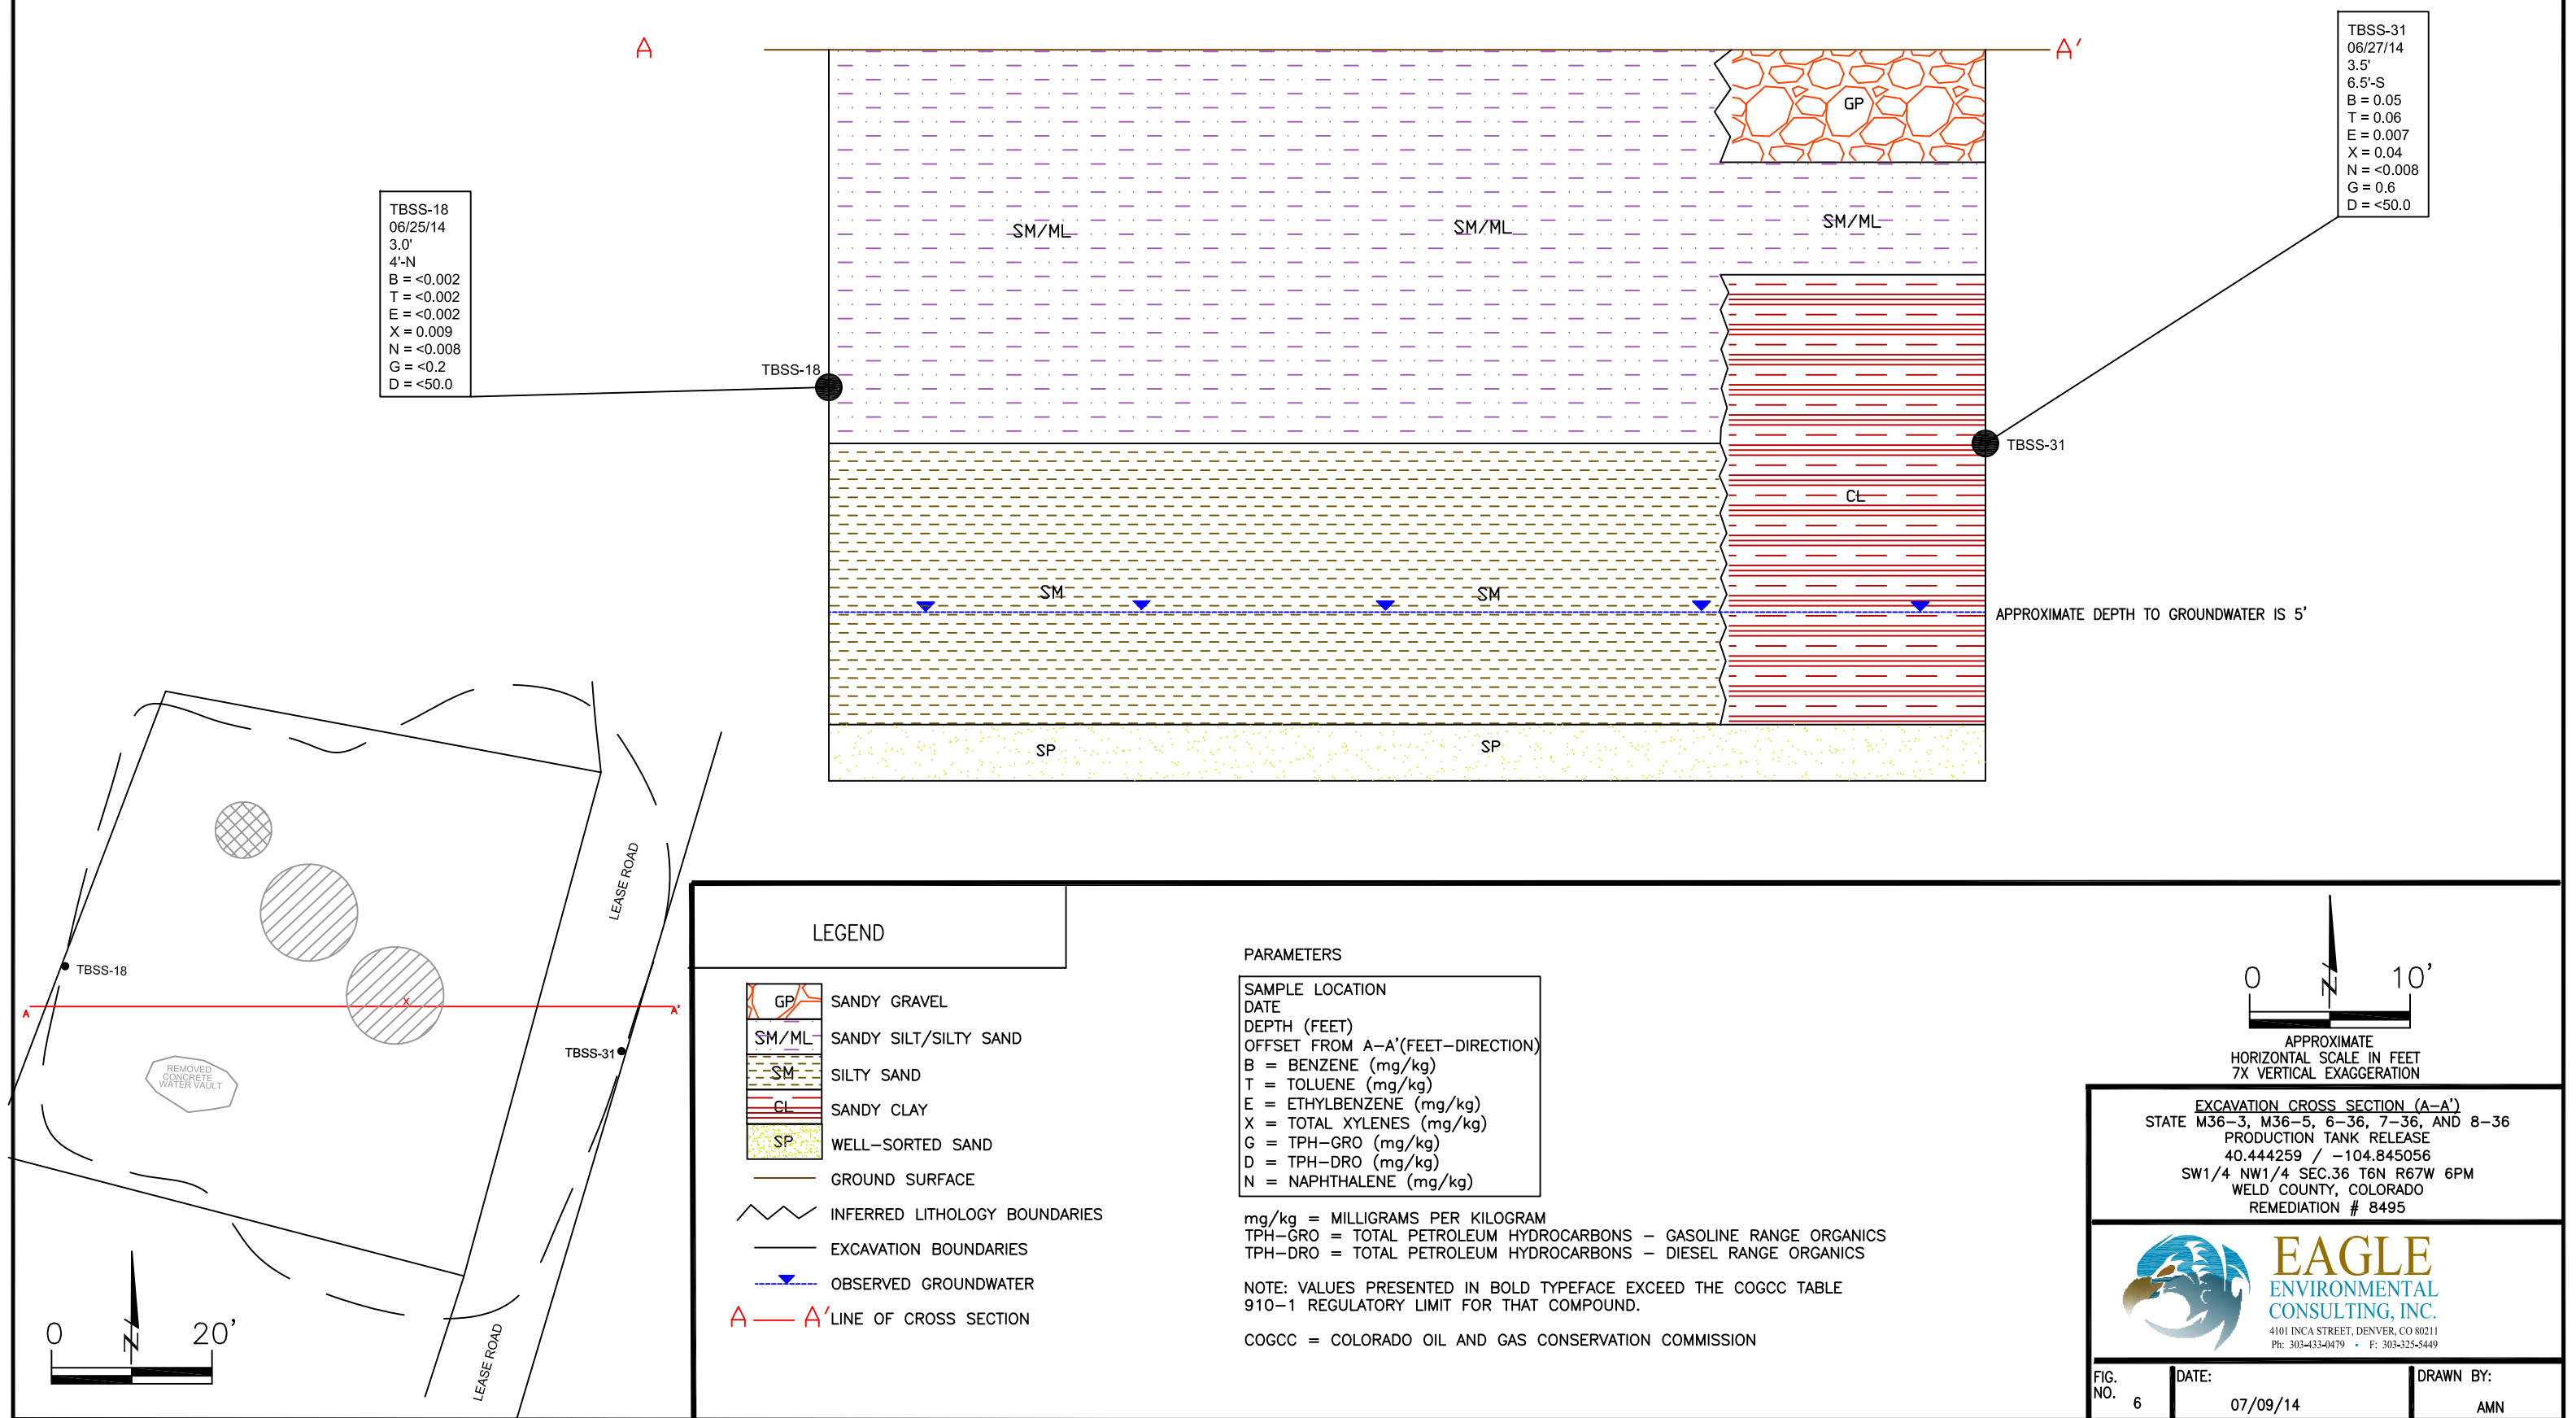 A
A'
TBSS-31
06/27/14
3.5'
6.5'-S
B = 0.05
T = 0.06
E = 0.007
X = 0.04
N = <0.008
G = 0.6
D = <50.0
GP
TBSS-18
06/25/14
3.0'
4'-N
B = <0.002
T = <0.002
E = <0.002
X = 0.009
N = <0.008
G = <0.2
D = <50.0
SM/ML
SM/ML
SM/ML
TBSS-18
TBSS-31
CL
SM
SM
APPROXIMATE DEPTH TO GROUNDWATER IS 5'
SP
SP
LEASE ROAD
TBSS-18
X
A
A'
TBSS-31
REMOVED
CONCRETE
WATER VAULT
LEASE ROAD
0 20'
N
LEGEND
GP SANDY GRAVEL
SM/ML SANDY SILT/SILTY SAND
SM SILTY SAND
CL SANDY CLAY
SP WELL-SORTED SAND
GROUND SURFACE
INFERRED LITHOLOGY BOUNDARIES
EXCAVATION BOUNDARIES
OBSERVED GROUNDWATER
A A' LINE OF CROSS SECTION
PARAMETERS
SAMPLE LOCATION
DATE
DEPTH (FEET)
OFFSET FROM A-A'(FEET-DIRECTION)
B = BENZENE (mg/kg)
T = TOLUENE (mg/kg)
E = ETHYLBENZENE (mg/kg)
X = TOTAL XYLENES (mg/kg)
G = TPH-GRO (mg/kg)
D = TPH-DRO (mg/kg)
N = NAPHTHALENE (mg/kg)
mg/kg = MILLIGRAMS PER KILOGRAM
TPH-GRO = TOTAL PETROLEUM HYDROCARBONS - GASOLINE RANGE ORGANICS
TPH-DRO = TOTAL PETROLEUM HYDROCARBONS - DIESEL RANGE ORGANICS
NOTE: VALUES PRESENTED IN BOLD TYPEFACE EXCEED THE COGCC TABLE
910-1 REGULATORY LIMIT FOR THAT COMPOUND.
COGCC = COLORADO OIL AND GAS CONSERVATION COMMISSION
0 10'
N
APPROXIMATE
HORIZONTAL SCALE IN FEET
7X VERTICAL EXAGGERATION
EXCAVATION CROSS SECTION (A-A')
STATE M36-3, M36-5, 6-36, 7-36, AND 8-36
PRODUCTION TANK RELEASE
40.444259 / -104.845056
SW1/4 NW1/4 SEC.36 T6N R67W 6PM
WELD COUNTY, COLORADO
REMEDIATION # 8495
EAGLE
ENVIRONMENTAL
CONSULTING, INC.
4101 INCA STREET, DENVER, CO 80211
Ph: 303-433-0479 • F: 303-325-5449
FIG.
NO. 6
DATE:
07/09/14
DRAWN BY:
AMN